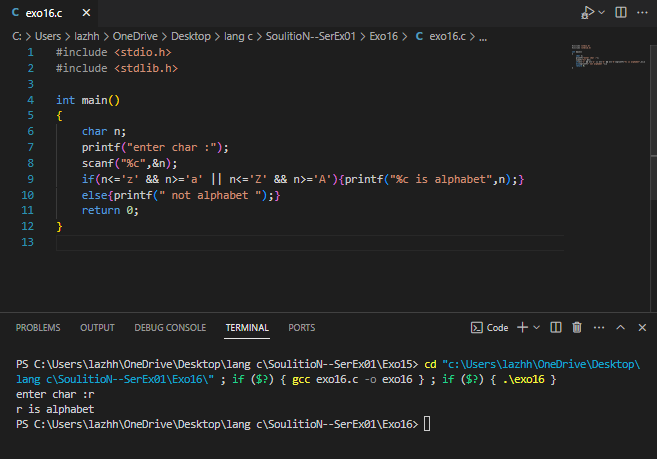 C exo16.c ×
C: > Users > lazhh > OneDrive > Desktop > lang c > SoulitioN--SerEx01 > Exo16 > C exo16.c > ...
1 #include <stdio.h>
2 #include <stdlib.h>
3
4 int main()
5 {
6 char n;
7 printf("enter char :");
8 scanf("%c",&n);
9 if(n<='z' && n>='a' || n<='Z' && n>='A'){printf("%c is alphabet",n);}
10 else{printf(" not alphabet ");}
11 return 0;
12 }
13
PROBLEMS OUTPUT DEBUG CONSOLE TERMINAL PORTS Code
PS C:\Users\lazhh\OneDrive\Desktop\lang c\SoulitioN--SerEx01\Exo15> cd "c:\Users\lazhh\OneDrive\Desktop\
lang c\SoulitioN--SerEx01\Exo16\" ; if ($?) { gcc exo16.c -o exo16 } ; if ($?) { .\exo16 }
enter char :r
r is alphabet
PS C:\Users\lazhh\OneDrive\Desktop\lang c\SoulitioN--SerEx01\Exo16>